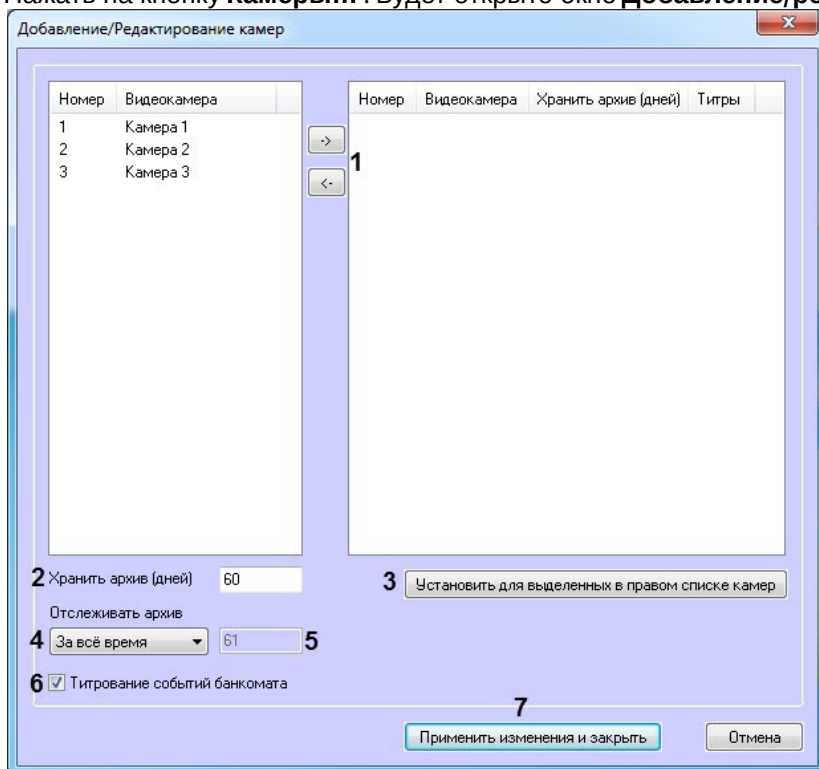 Нажать на кнопку Камеры.... Будет открыто окно Добавление/ре
Добавление/Редактирование камер
Номер Видеокамера Номер Видеокамера Хранить архив (дней) Титры
1 Камера 1
2 Камера 2
3 Камера 3
->
<-
1
2 Хранить архив (дней) 60
3 Установить для выделенных в правом списке камер
Отслеживать архив
4 За всё время 61 5
6 Титрование событий банкомата
7
Применить изменения и закрыть Отмена